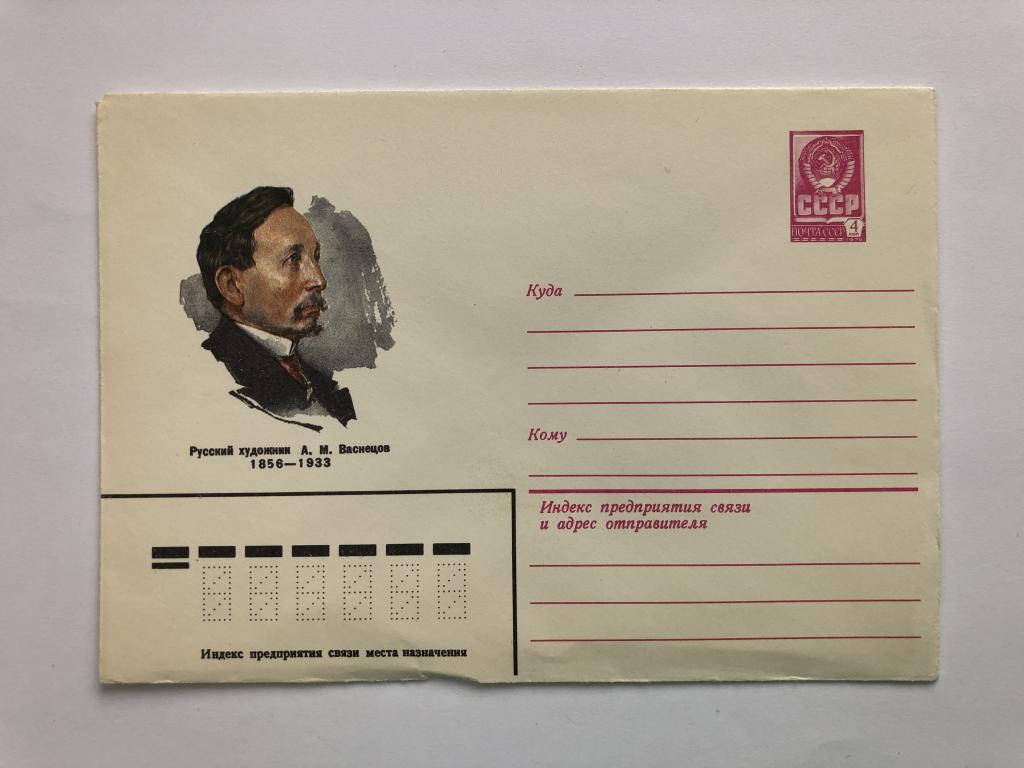 СССР
ПОЧТА СССР
4
коп
Куда
Кому
Русский художник А. М. Васнецов
1856—1933
Индекс предприятия связи
и адрес отправителя
Индекс предприятия связи места назначения